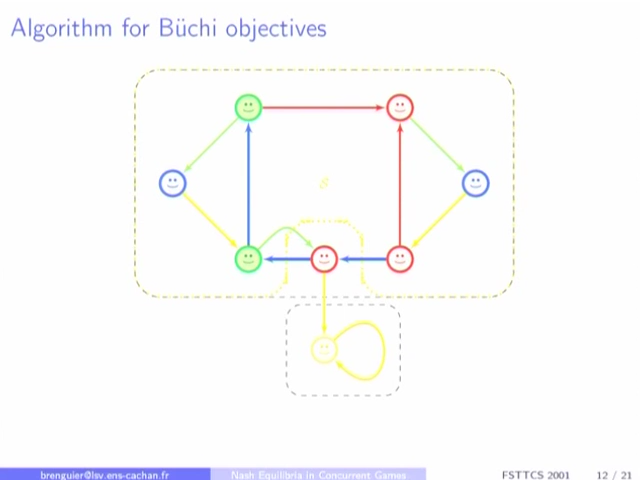 Algorithm for Büchi objectives
S
brenguier@lsv.ens-cachan.fr Nash Equilibria in Concurrent Games FSTTCS 2001 12 / 21